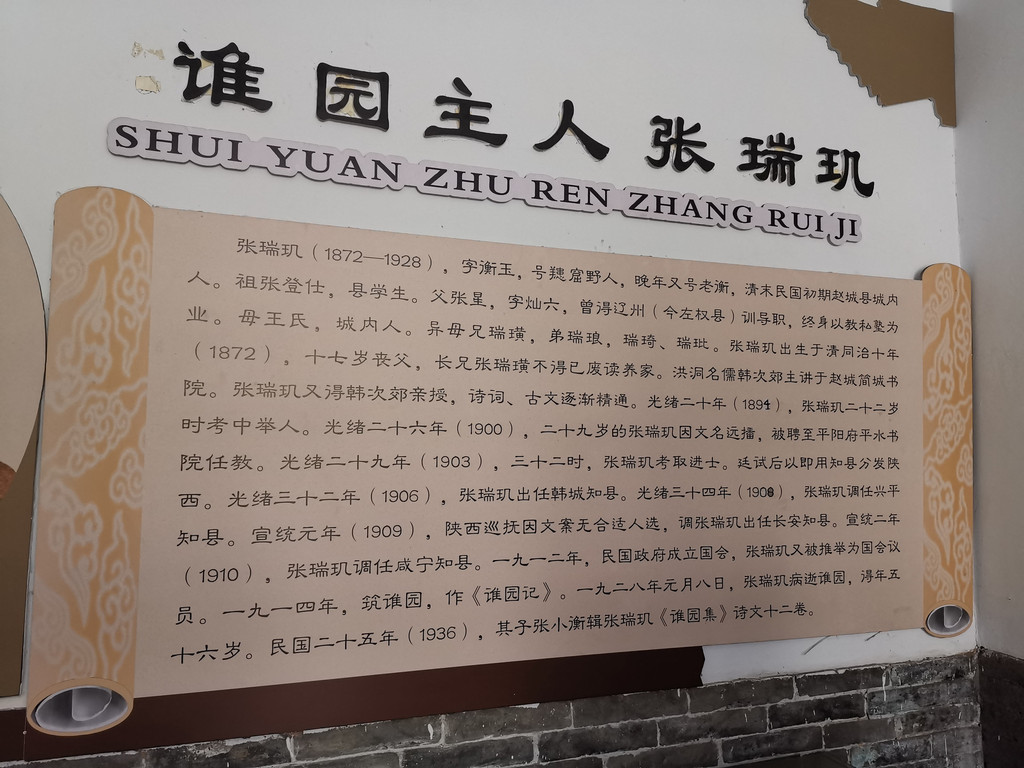 谁园主人张瑞玑
SHUI YUAN ZHU REN ZHANG RUI JI
张瑞玑（1872—1928），字衡玉，号窟野人，晚年又号老衡，清末民国初期赵城县城内
人。祖张登仕，县学生。父张星，字灿六，曾得辽州（今左权县）训导职，终身以教私塾为
业。母王氏，城内人。异母兄瑞璜，弟瑞琅，瑞琦、瑞玭。张瑞玑出生于清同治十年
（1872），十七岁丧父，长兄张瑞璜不得已废读养家。洪洞名儒韩次郊主讲于赵城简城书
院。张瑞玑又得韩次郊亲授，诗词、古文逐渐精通。光绪二十年（1894），张瑞玑二十二岁
时考中举人。光绪二十六年（1900），二十九岁的张瑞玑因文名远播，被聘至平阳府平水书
院任教。光绪二十九年（1903），三十二时，张瑞玑考取进士。廷试后以即用知县分发陕
西。光绪三十二年（1906），张瑞玑出任韩城知县。光绪三十四年（1908），张瑞玑调任兴平
知县。宣统元年（1909），陕西巡抚因文案无合适人选，调张瑞玑出任长安知县。宣统二年
（1910），张瑞玑调任咸宁知县。一九一二年，民国政府成立国会，张瑞玑又被推举为国会议
员。一九一四年，筑谁园，作《谁园记》。一九二八年元月八日，张瑞玑病逝谁园，得年五
十六岁。民国二十五年（1936），其子张小衡辑张瑞玑《谁园集》诗文十二卷。